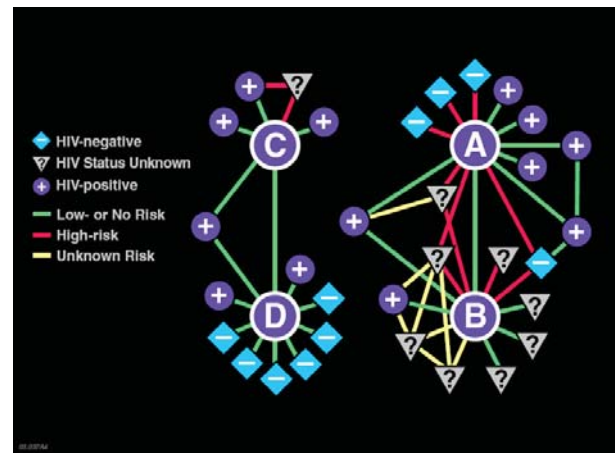 C
A
HIV-negative
HIV Status Unknown
HIV-positive
Low- or No Risk
High-risk
Unknown Risk
D
B